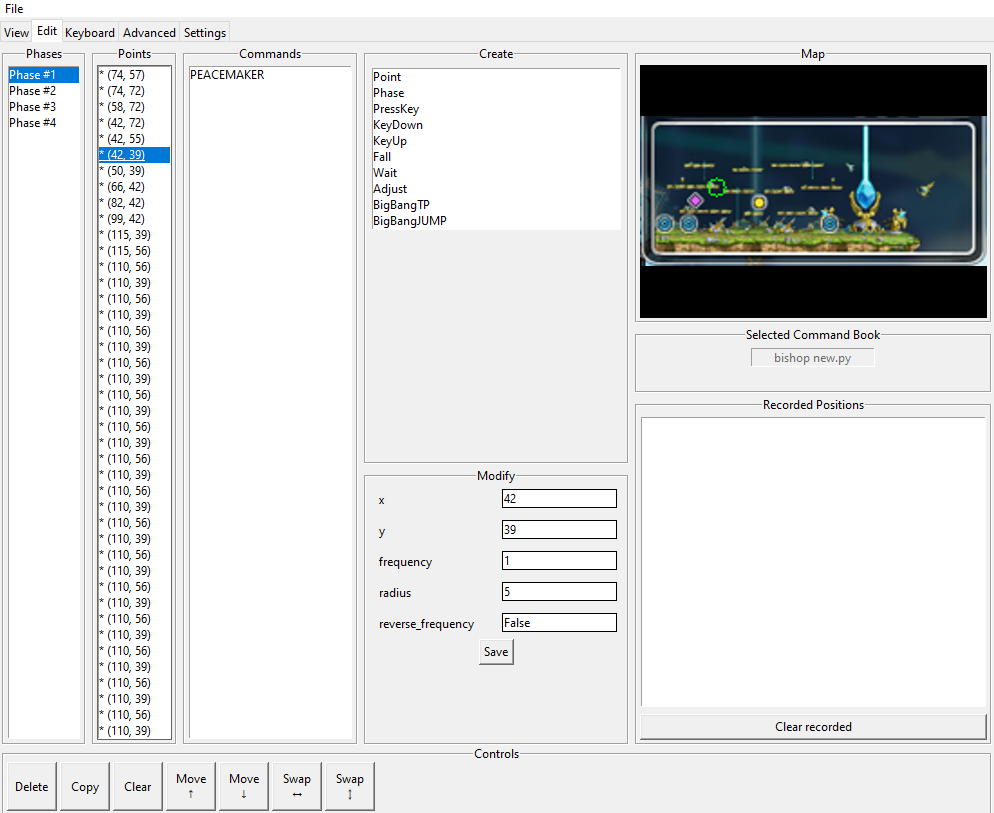 File
View Edit Keyboard Advanced Settings
Phases
Phase #1
Phase #2
Phase #3
Phase #4
Points
* (74, 57)
* (74, 72)
* (58, 72)
* (42, 72)
* (42, 55)
* (42, 39)
* (50, 39)
* (66, 42)
* (82, 42)
* (99, 42)
* (115, 39)
* (115, 56)
* (110, 56)
* (110, 39)
* (110, 56)
* (110, 39)
* (110, 56)
* (110, 39)
* (110, 56)
* (110, 39)
* (110, 56)
* (110, 39)
* (110, 56)
* (110, 39)
* (110, 56)
* (110, 39)
* (110, 56)
* (110, 39)
* (110, 56)
* (110, 39)
* (110, 56)
* (110, 39)
* (110, 56)
* (110, 39)
* (110, 56)
* (110, 39)
* (110, 56)
* (110, 39)
* (110, 56)
* (110, 39)
* (110, 56)
* (110, 39)
Commands
PEACEMAKER
Create
Point
Phase
PressKey
KeyDown
KeyUp
Fall
Wait
Adjust
BigBangTP
BigBangJUMP
Modify
x 42
y 39
frequency 1
radius 5
reverse_frequency False
Save
Map
Selected Command Book
bishop new.py
Recorded Positions
Clear recorded
Controls
Delete Copy Clear Move ↑ Move ↓ Swap ↔ Swap ↕